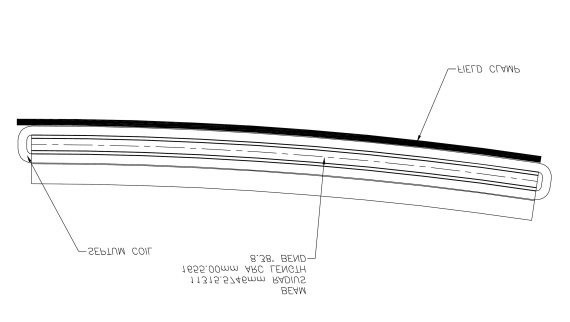 BEAM
11315.5746mm RADIUS
1655.00mm ARC LENGTH
8.38° BEND
SEPTUM COIL
FIELD CLAMP